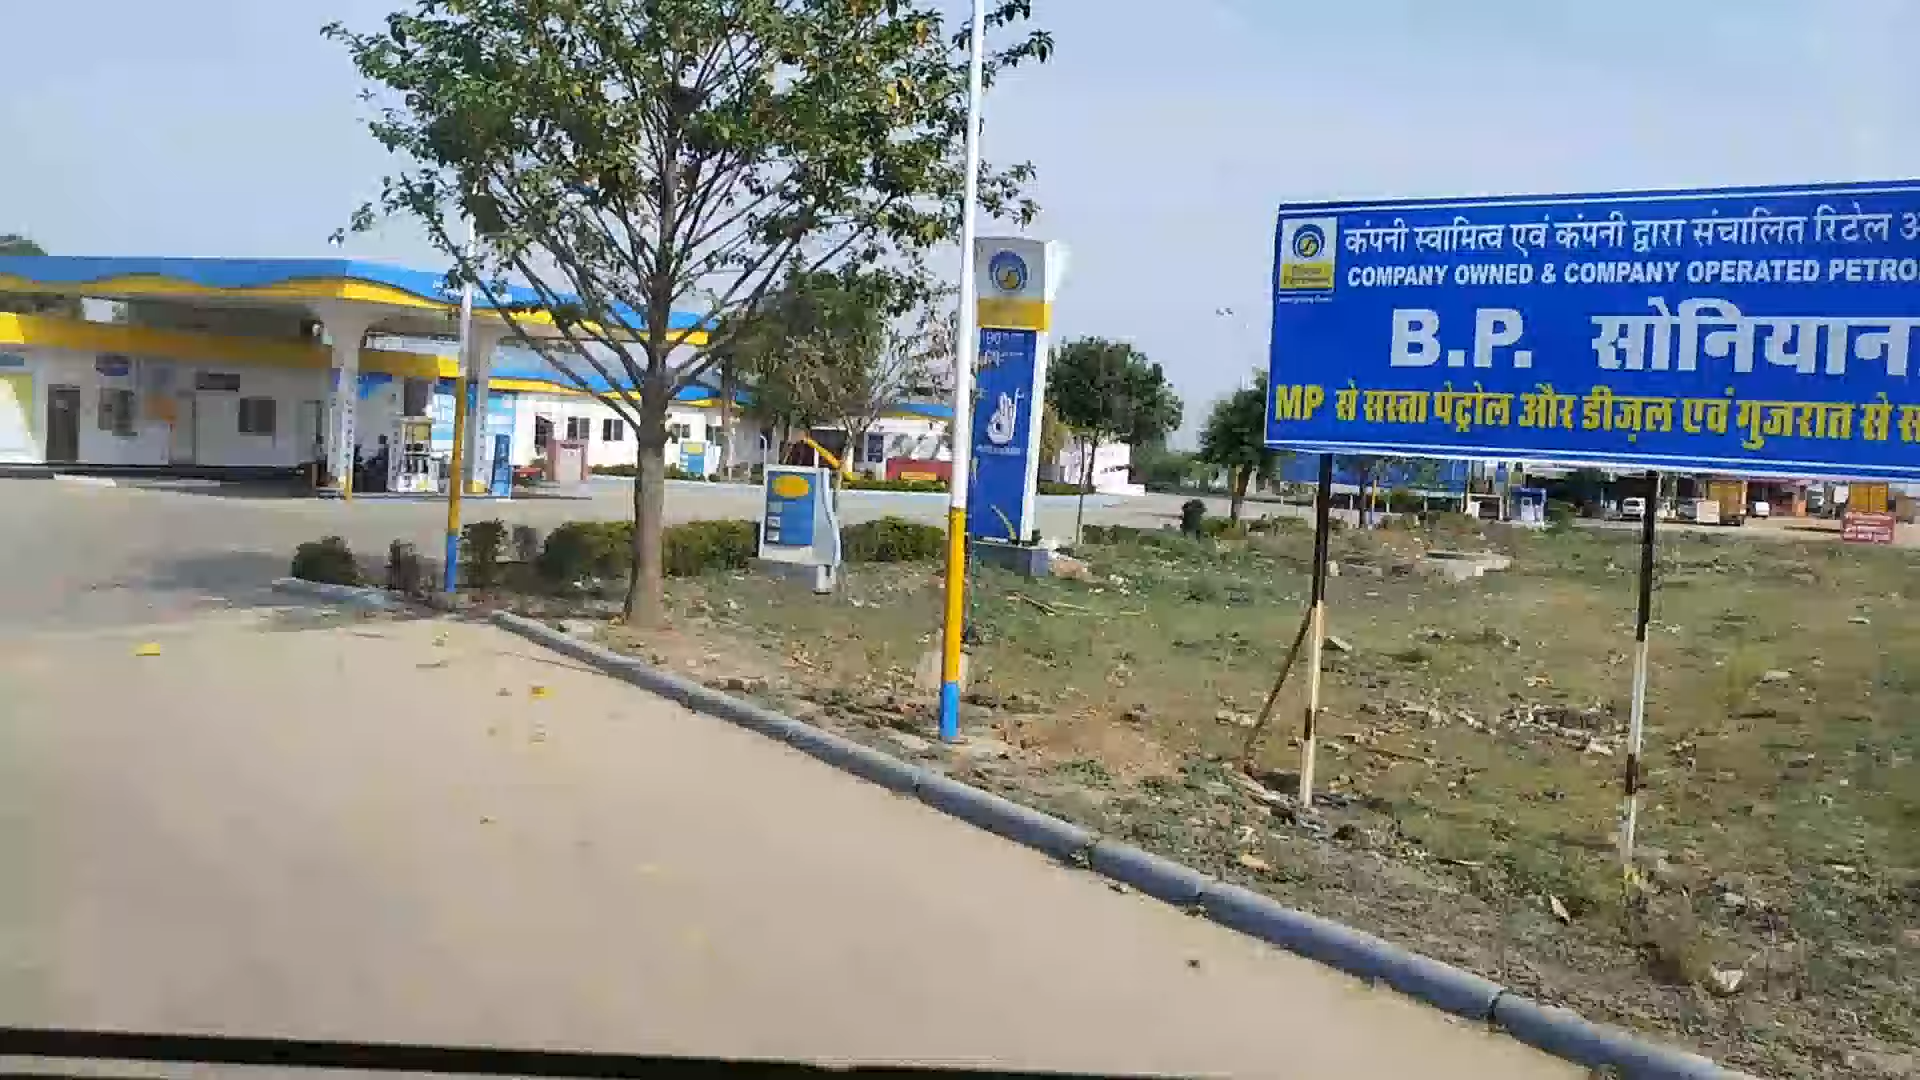 कंपनी स्वामित्व एवं कंपनी द्वारा संचालित रिटेल
COMPANY OWNED & COMPANY OPERATED PETRO
B.P. सोनियान
MP से सस्ता पेट्रोल और डीज़ल एवं गुजरात से